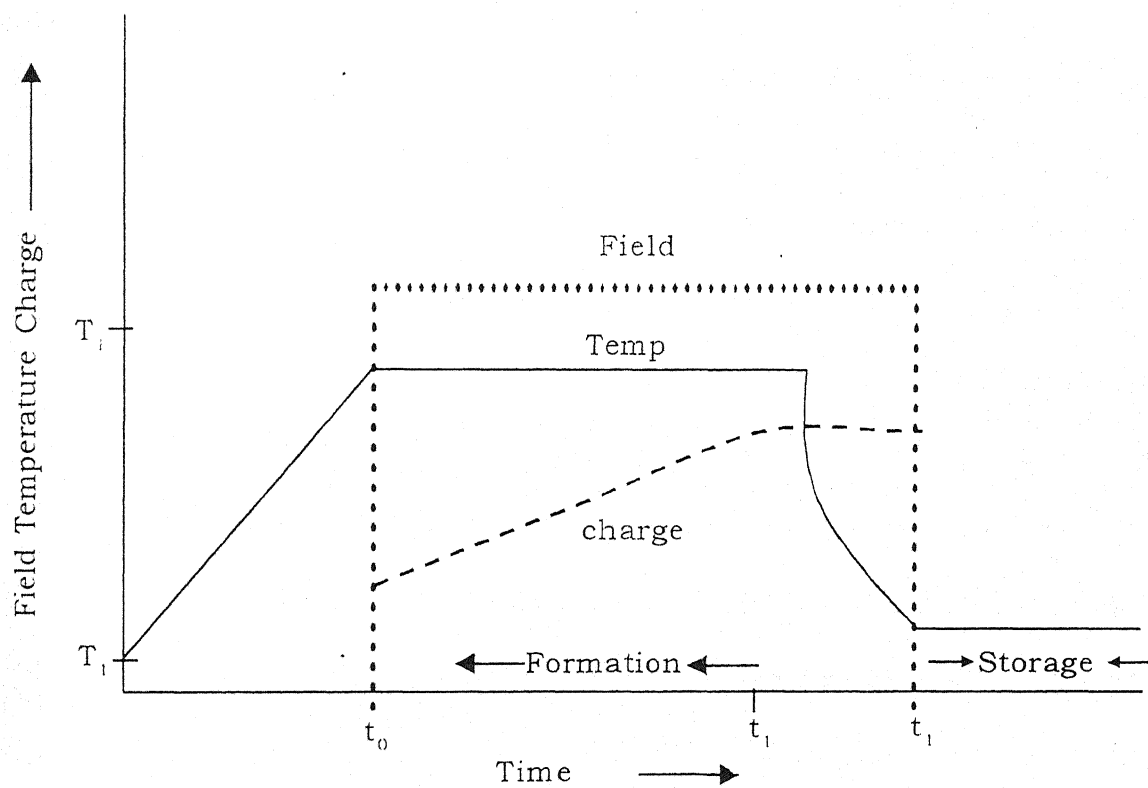 Field Temperature Charge
Field
Tᵢ
Temp
charge
T₁
Formation
Storage
t₀
t₁
t₁
Time